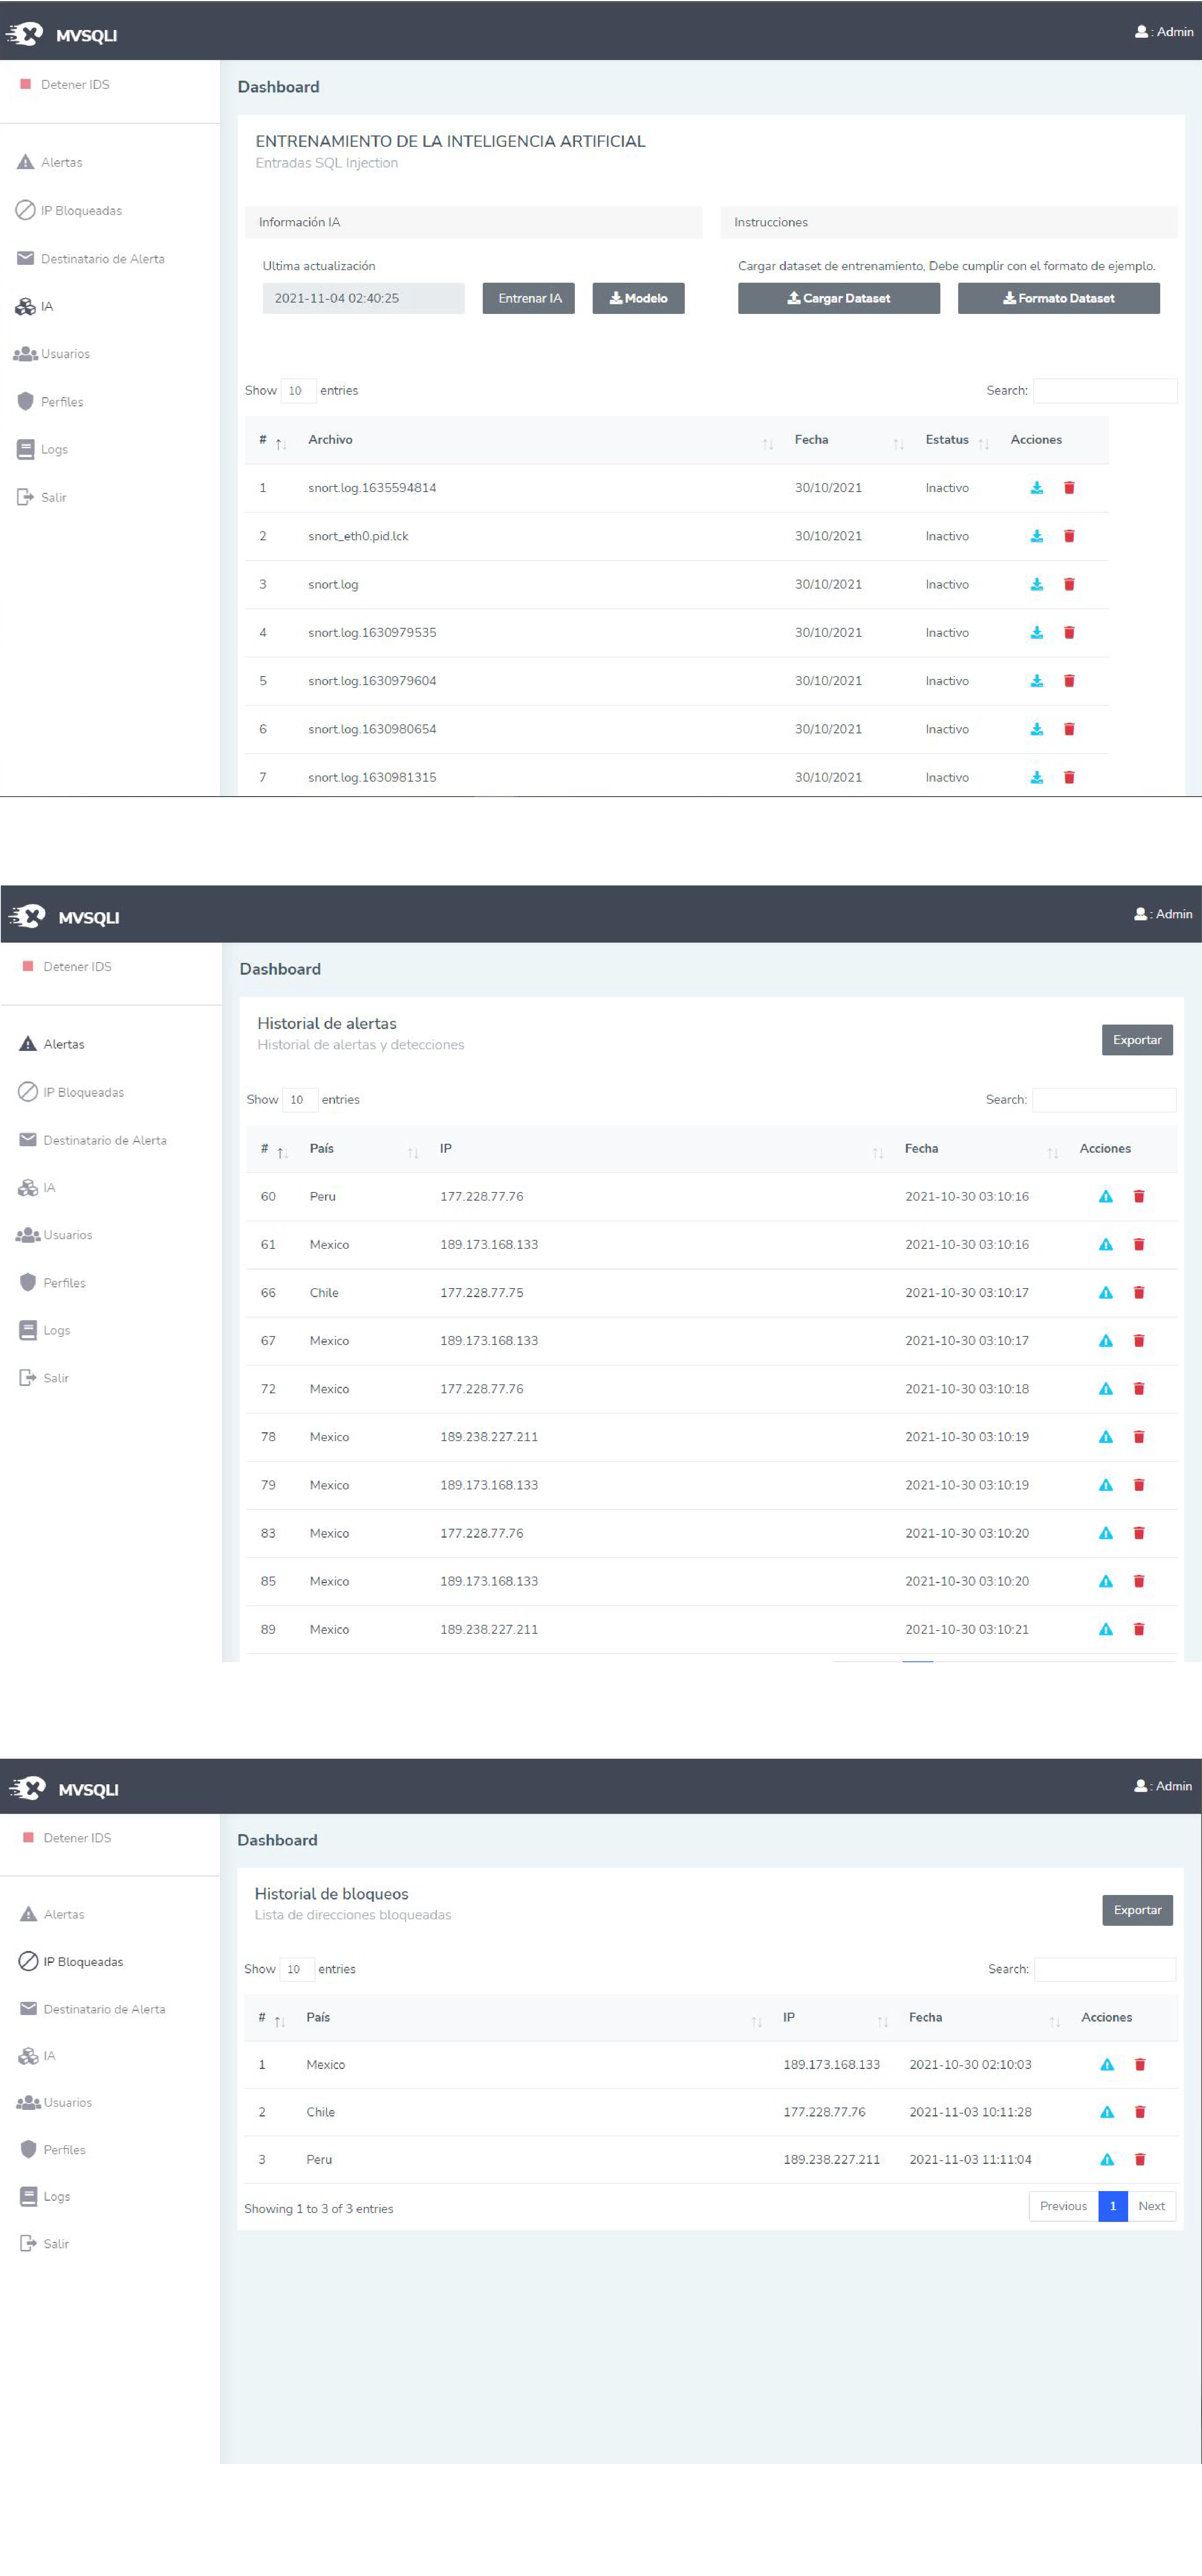 MVSQLI
: Admin
Detener IDS
Alertas
IP Bloqueadas
Destinatario de Alerta
IA
Usuarios
Perfiles
Logs
Salir
Dashboard
ENTRENAMIENTO DE LA INTELIGENCIA ARTIFICIAL
Entradas SQL Injection
Información IA
Ultima actualización
2021-11-04 02:40:25 Entrenar IA Modelo
Instrucciones
Cargar dataset de entrenamiento, Debe cumplir con el formato de ejemplo.
Cargar Dataset Formato Dataset
Show 10 entries Search:
# Archivo Fecha Estatus Acciones
1 snort.log.1635594814 30/10/2021 Inactivo
2 snort_eth0.pid.lck 30/10/2021 Inactivo
3 snort.log 30/10/2021 Inactivo
4 snort.log.1630979535 30/10/2021 Inactivo
5 snort.log.1630979604 30/10/2021 Inactivo
6 snort.log.1630980654 30/10/2021 Inactivo
7 snort.log.1630981315 30/10/2021 Inactivo
MVSQLI
: Admin
Detener IDS
Alertas
IP Bloqueadas
Destinatario de Alerta
IA
Usuarios
Perfiles
Logs
Salir
Dashboard
Historial de alertas
Historial de alertas y detecciones
Exportar
Show 10 entries Search:
# País IP Fecha Acciones
60 Peru 177.228.77.76 2021-10-30 03:10:16
61 Mexico 189.173.168.133 2021-10-30 03:10:16
66 Chile 177.228.77.75 2021-10-30 03:10:17
67 Mexico 189.173.168.133 2021-10-30 03:10:17
72 Mexico 177.228.77.76 2021-10-30 03:10:18
78 Mexico 189.238.227.211 2021-10-30 03:10:19
79 Mexico 189.173.168.133 2021-10-30 03:10:19
83 Mexico 177.228.77.76 2021-10-30 03:10:20
85 Mexico 189.173.168.133 2021-10-30 03:10:20
89 Mexico 189.238.227.211 2021-10-30 03:10:21
MVSQLI
: Admin
Detener IDS
Alertas
IP Bloqueadas
Destinatario de Alerta
IA
Usuarios
Perfiles
Logs
Salir
Dashboard
Historial de bloqueos
Lista de direcciones bloqueadas
Exportar
Show 10 entries Search:
# País IP Fecha Acciones
1 Mexico 189.173.168.133 2021-10-30 02:10:03
2 Chile 177.228.77.76 2021-11-03 10:11:28
3 Peru 189.238.227.211 2021-11-03 11:11:04
Showing 1 to 3 of 3 entries Previous 1 Next